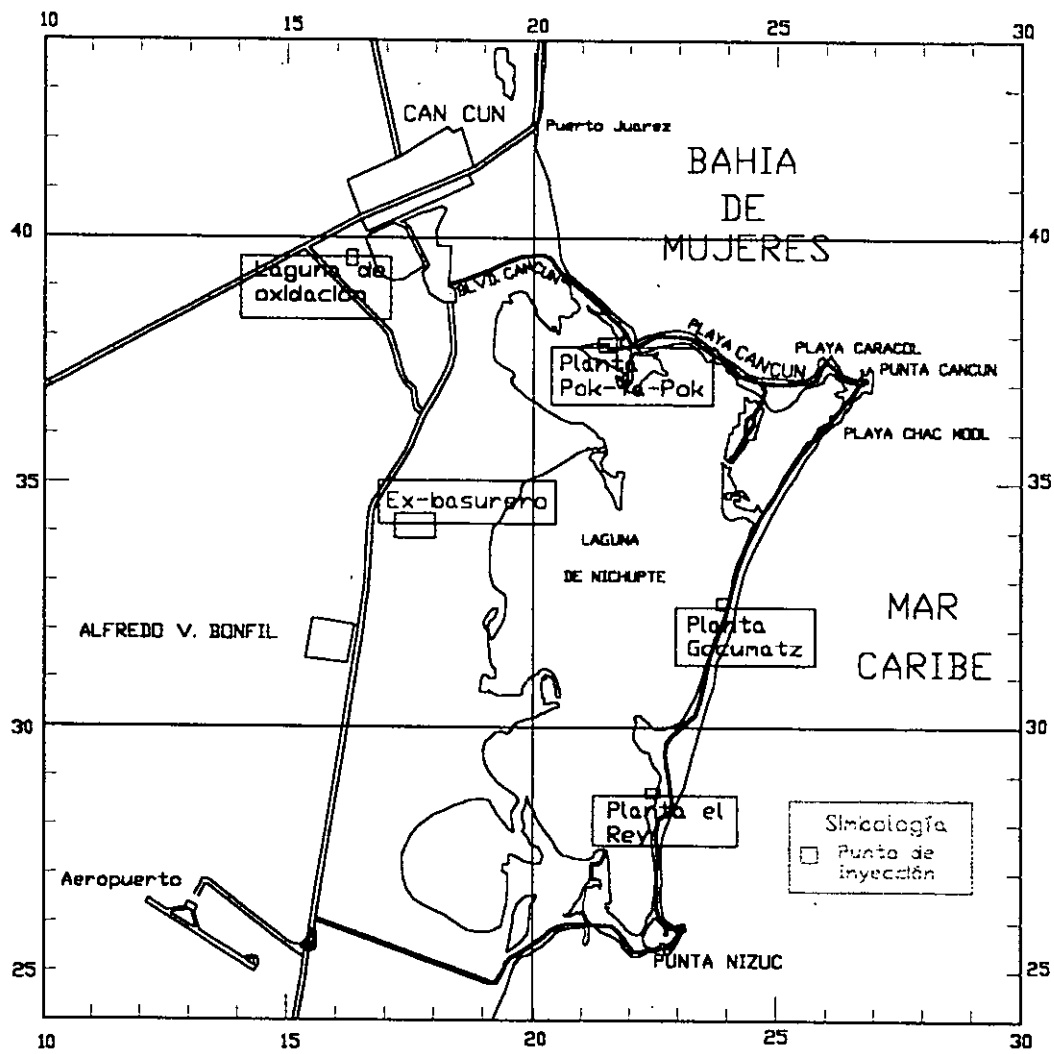 10
15
20
25
30
CAN CUN
Puerto Juarez
BAHIA
DE
MUJERES
40
40
Laguna de
oxidación
BLVD. CANCUN
PLAYA CANCUN
PLAYA CARACOL
PUNTA CANCUN
Planta
Pok-Ta-Pok
PLAYA CHAC MOOL
35
35
Ex-basurero
LAGUNA
DE NICHUPTE
MAR
CARIBE
ALFREDO V. BONFIL
Planta
Gucumatz
30
30
Planta el
Rey
Simbología
Punto de
inyección
Aeropuerto
25
25
PUNTA NIZUC
10
15
20
25
30